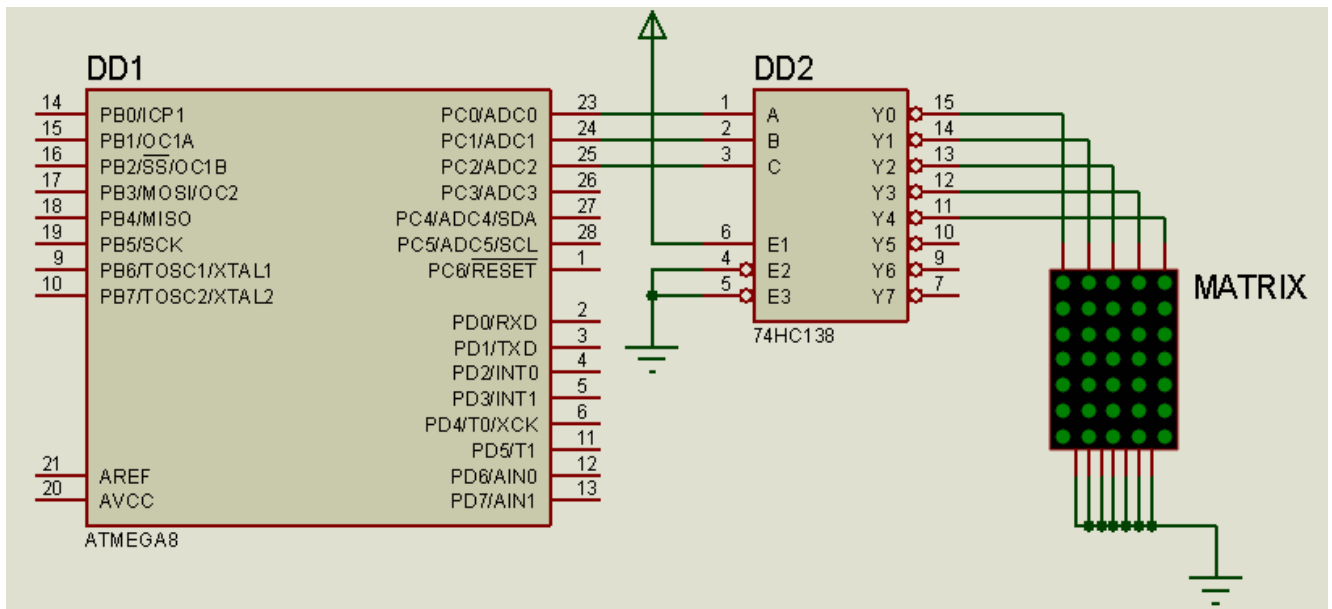 DD1
14 PB0/ICP1 PC0/ADC0 23
15 PB1/OC1A PC1/ADC1 24
16 PB2/SS/OC1B PC2/ADC2 25
17 PB3/MOSI/OC2 PC3/ADC3 26
18 PB4/MISO PC4/ADC4/SDA 27
19 PB5/SCK PC5/ADC5/SCL 28
9 PB6/TOSC1/XTAL1 PC6/RESET 1
10 PB7/TOSC2/XTAL2
PD0/RXD 2
PD1/TXD 3
PD2/INT0 4
PD3/INT1 5
PD4/T0/XCK 6
PD5/T1 11
21 AREF PD6/AIN0 12
20 AVCC PD7/AIN1 13
ATMEGA8
DD2
1 A Y0 15
2 B Y1 14
3 C Y2 13
Y3 12
Y4 11
6 E1 Y5 10
4 E2 Y6 9
5 E3 Y7 7
74HC138
MATRIX